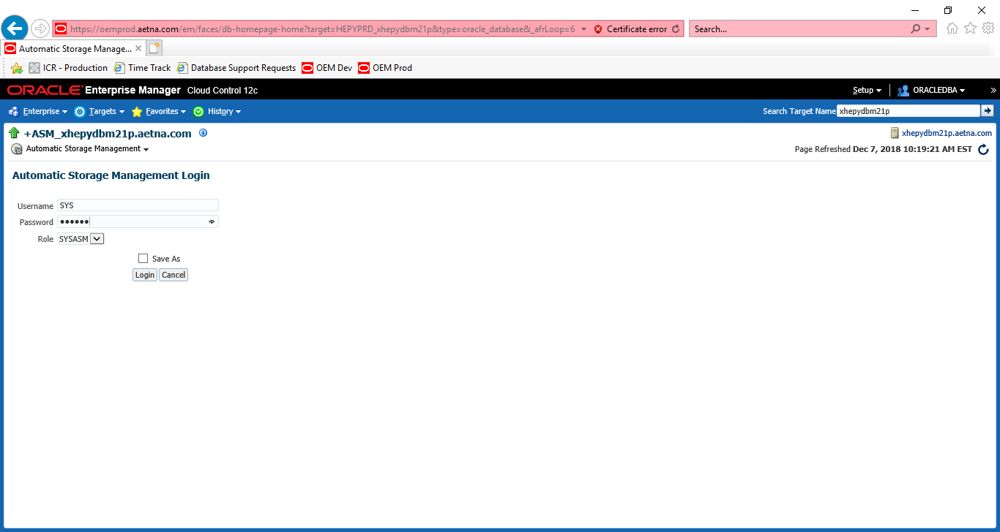 https://oemprod.aetna.com/em/faces/db-homepage-home?target=HEPYPRD_xhepydbm21p&type=oracle_database&_afrLoop=6 Certificate error Search...
Automatic Storage Manage...
ICR - Production Time Track Database Support Requests OEM Dev OEM Prod
ORACLE Enterprise Manager Cloud Control 12c Setup ORACLEDBA »
Enterprise Targets Favorites History Search Target Name xhepydbm21p
+ASM_xhepydbm21p.aetna.com xhepydbm21p.aetna.com
Automatic Storage Management Page Refreshed Dec 7, 2018 10:19:21 AM EST
Automatic Storage Management Login
Username SYS
Password ••••••
Role SYSASM
Save As
Login Cancel